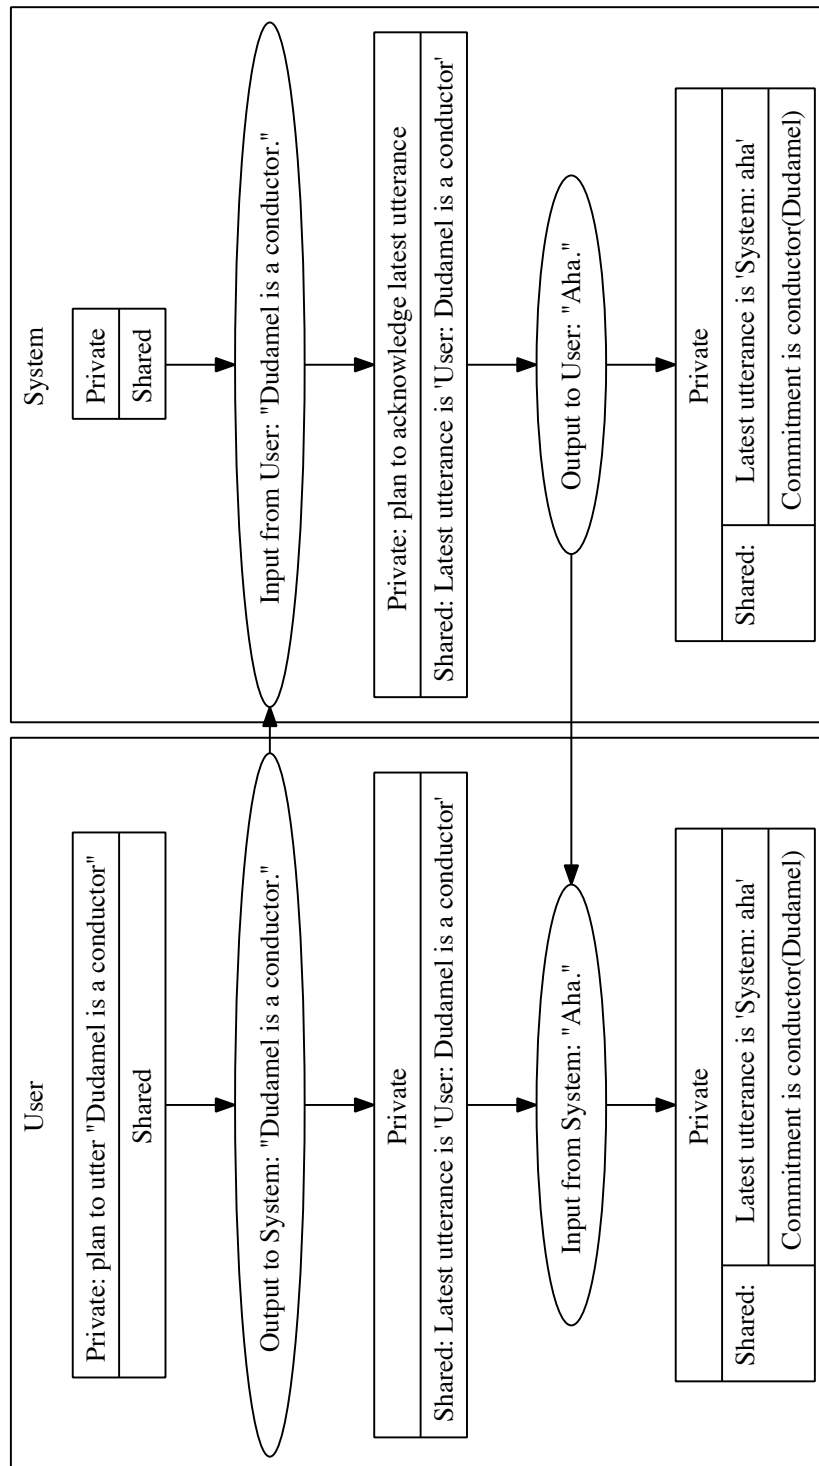 User
Private: plan to utter "Dudamel is a conductor"
Shared
Output to System: "Dudamel is a conductor."
Private
Shared: Latest utterance is 'User: Dudamel is a conductor'
Input from System: "Aha."
Private
Shared:
Latest utterance is 'System: aha'
Commitment is conductor(Dudamel)
System
Private
Shared
Input from User: "Dudamel is a conductor."
Private: plan to acknowledge latest utterance
Shared: Latest utterance is 'User: Dudamel is a conductor'
Output to User: "Aha."
Private
Shared:
Latest utterance is 'System: aha'
Commitment is conductor(Dudamel)